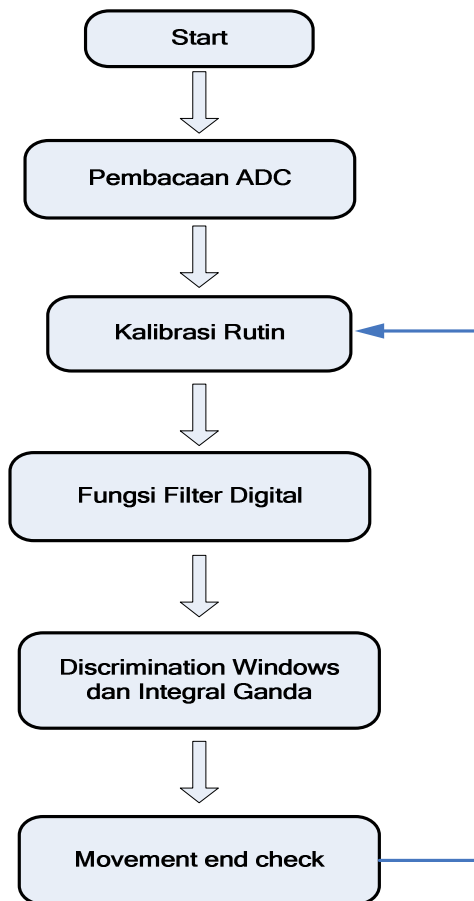 Start
Pembacaan ADC
Kalibrasi Rutin
Fungsi Filter Digital
Discrimination Windows
dan Integral Ganda
Movement end check